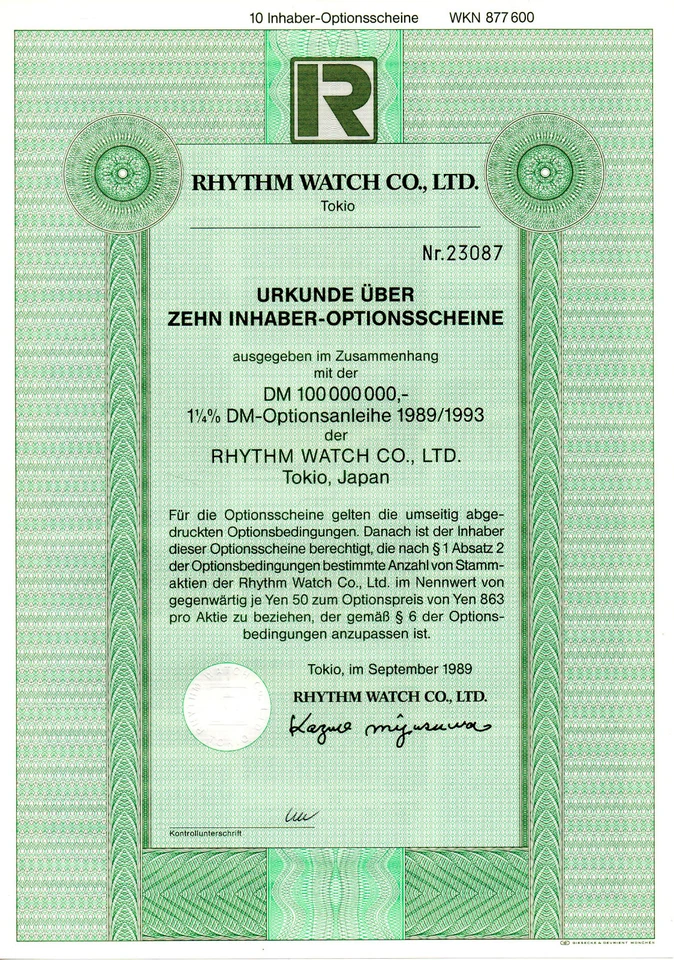 10 Inhaber-Optionsscheine WKN 877 600
R
RHYTHM WATCH CO., LTD.
Tokio
Nr.23087
URKUNDE ÜBER
ZEHN INHABER-OPTIONSSCHEINE
ausgegeben im Zusammenhang
mit der
DM 100 000 000,-
1¼% DM-Optionsanleihe 1989/1993
der
RHYTHM WATCH CO., LTD.
Tokio, Japan
Für die Optionsscheine gelten die umseitig abge-
druckten Optionsbedingungen. Danach ist der Inhaber
dieser Optionsscheine berechtigt, die nach § 1 Absatz 2
der Optionsbedingungen bestimmte Anzahl von Stamm-
aktien der Rhythm Watch Co., Ltd. im Nennwert von
gegenwärtig je Yen 50 zum Optionspreis von Yen 863
pro Aktie zu beziehen, der gemäß § 6 der Options-
bedingungen anzupassen ist.
Tokio, im September 1989
RHYTHM WATCH CO., LTD.
Kontrollunterschrift
GIESECKE & DEVRIENT MÜNCHEN